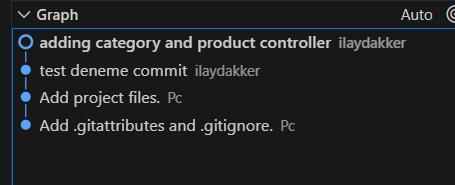 Graph Auto
adding category and product controller ilaydakker
test deneme commit ilaydakker
Add project files. Pc
Add .gitattributes and .gitignore. Pc